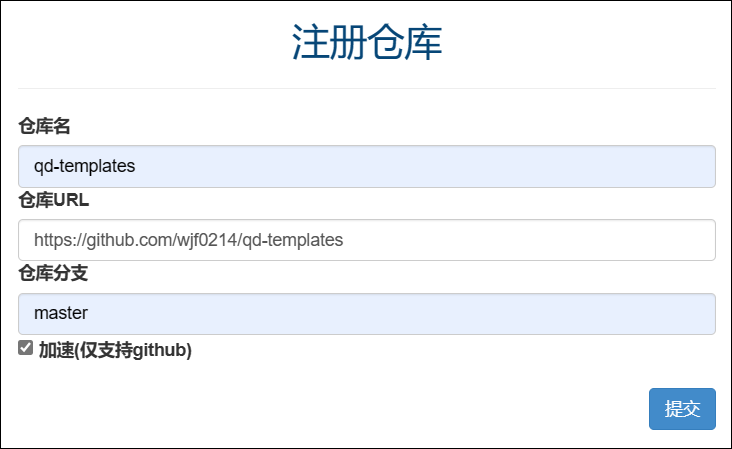 注册仓库
仓库名
qd-templates
仓库URL
https://github.com/wjf0214/qd-templates
仓库分支
master
加速(仅支持github)
提交